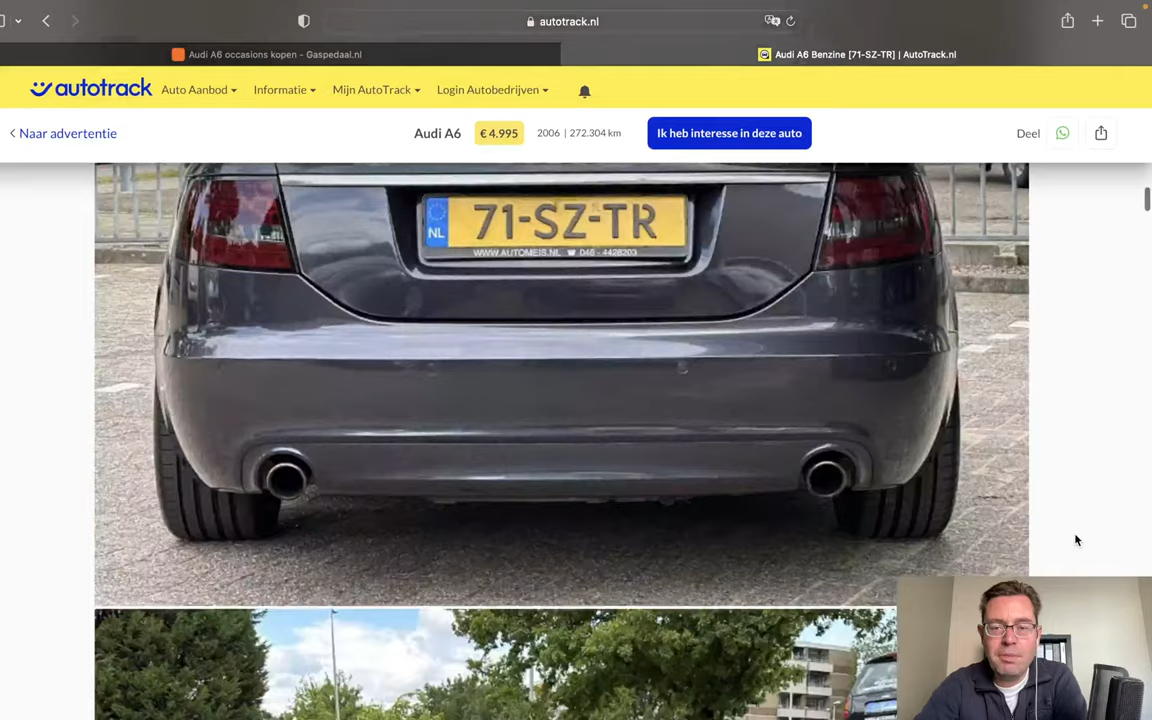 autotrack.nl
Audi A6 occasions kopen - Gaspedaal.nl
Audi A6 Benzine [71-SZ-TR] | AutoTrack.nl
autotrack
Auto Aanbod
Informatie
Mijn AutoTrack
Login Autobedrijven
Naar advertentie
Audi A6
€ 4.995
2006 | 272.304 km
Ik heb interesse in deze auto
Deel
NL
71-SZ-TR
WWW.AUTOMEIS.NL ☎ 046 - 4428203